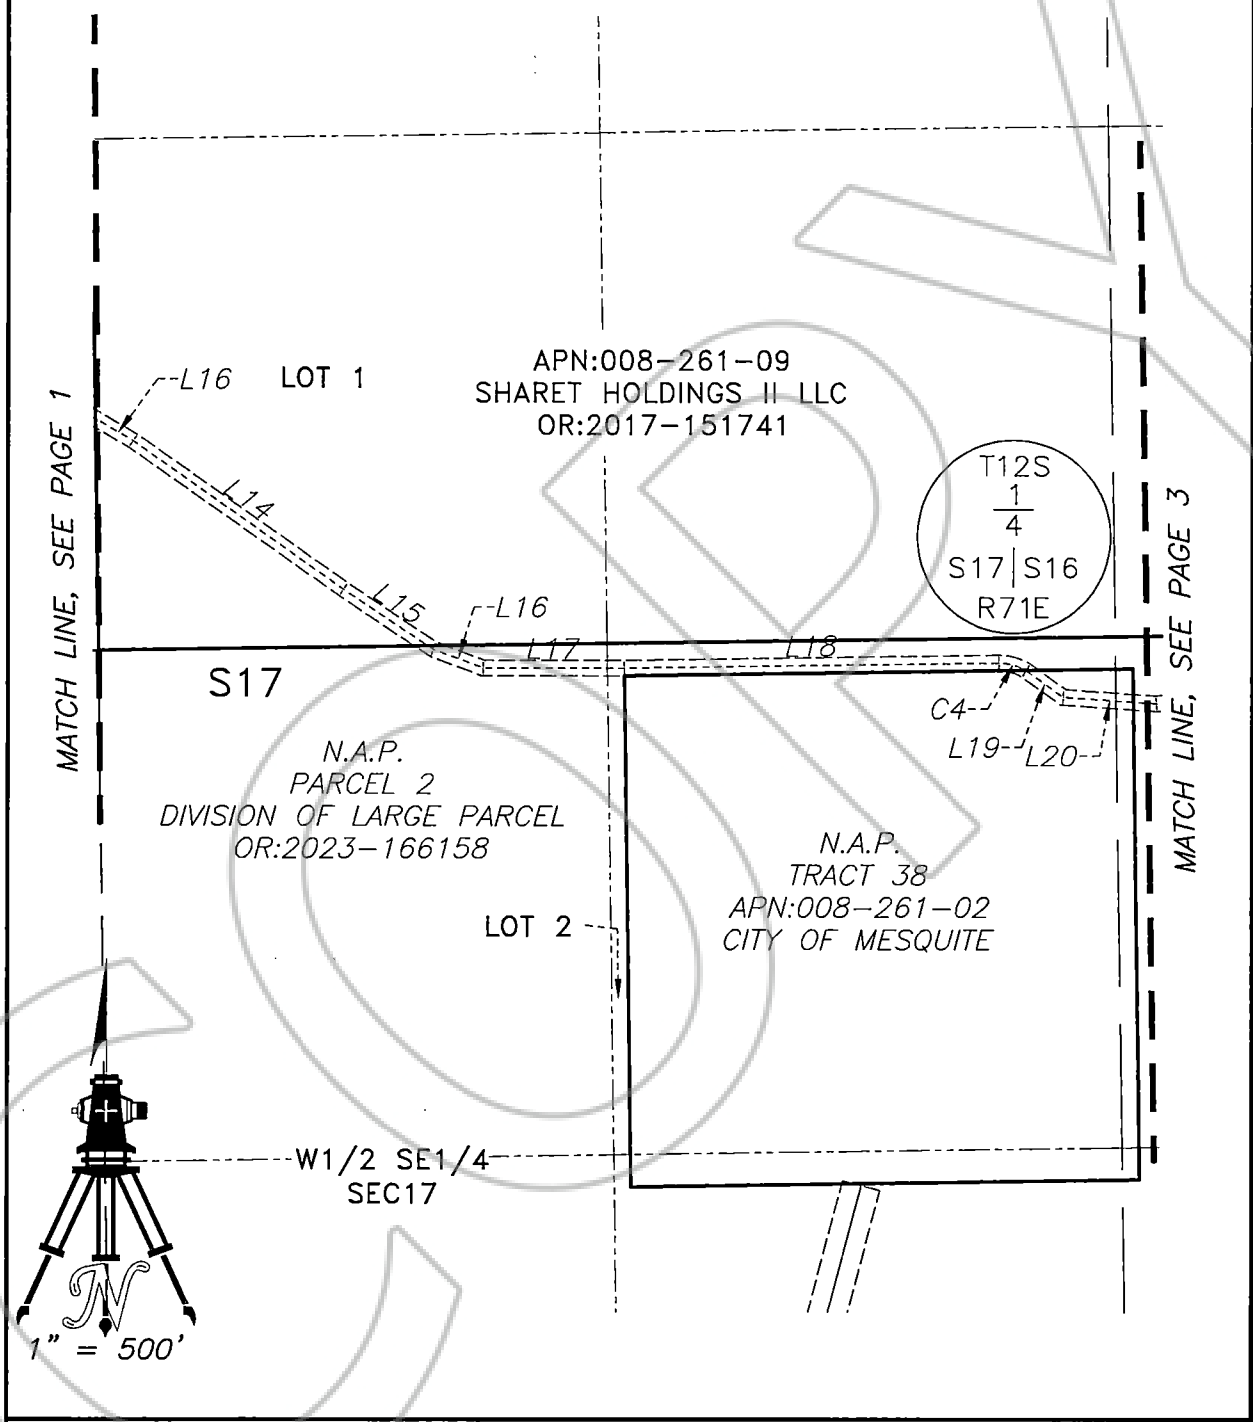 APN:008-261-09
SHARET HOLDINGS II LLC
OR:2017-151741
L16 LOT 1
MATCH LINE, SEE PAGE 1
L14
L15
L16
L17
L18
T12S
1
4
S17 S16
R71E
MATCH LINE, SEE PAGE 3
S17
C4
L19
L20
N.A.P.
PARCEL 2
DIVISION OF LARGE PARCEL
OR:2023-166158
N.A.P.
TRACT 38
APN:008-261-02
CITY OF MESQUITE
LOT 2
W1/2 SE1/4
SEC17
N
1" = 500'
COPY